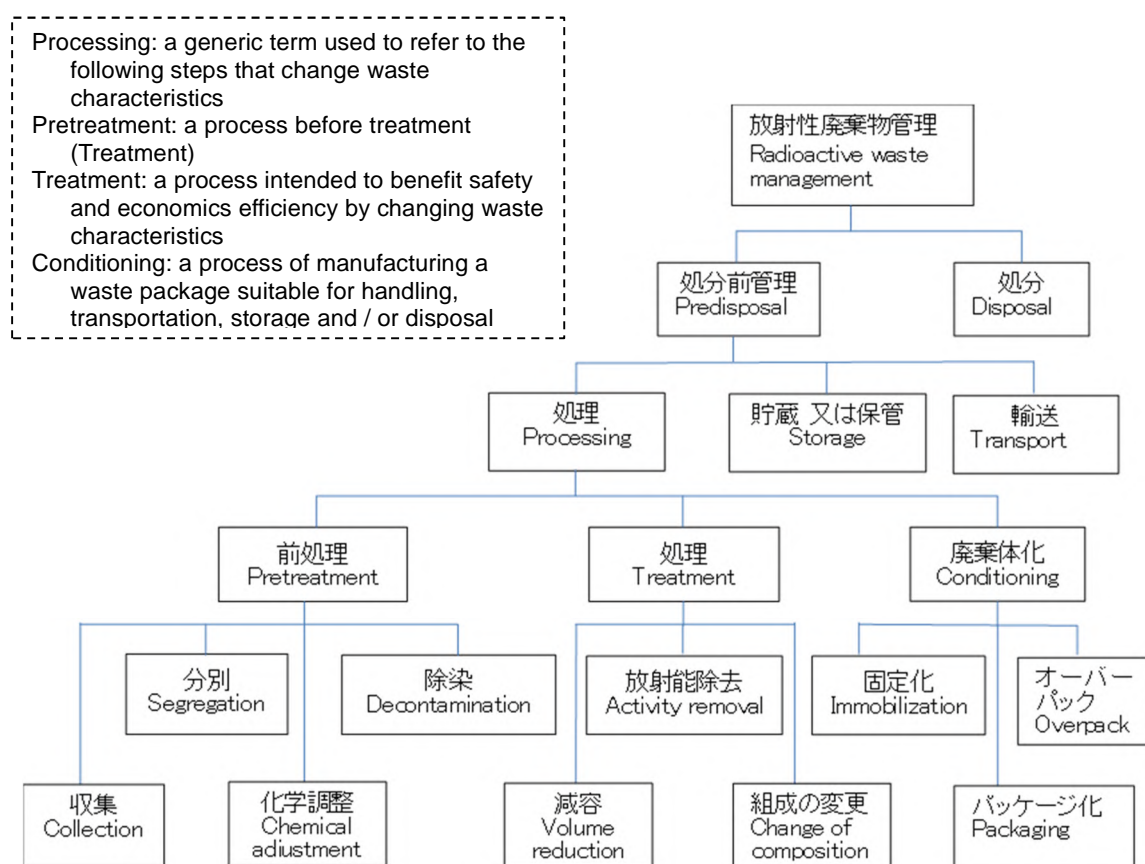 Processing: a generic term used to refer to the
following steps that change waste
characteristics
Pretreatment: a process before treatment
(Treatment)
Treatment: a process intended to benefit safety
and economics efficiency by changing waste
characteristics
Conditioning: a process of manufacturing a
waste package suitable for handling,
transportation, storage and / or disposal
放射性廃棄物管理
Radioactive waste
management
処分前管理
Predisposal
処分
Disposal
処理
Processing
貯蔵 又は保管
Storage
輸送
Transport
前処理
Pretreatment
処理
Treatment
廃棄体化
Conditioning
分別
Segregation
除染
Decontamination
放射能除去
Activity removal
固定化
Immobilization
オーバー
パック
Overpack
収集
Collection
化学調整
Chemical
adjustment
減容
Volume
reduction
組成の変更
Change of
composition
パッケージ化
Packaging